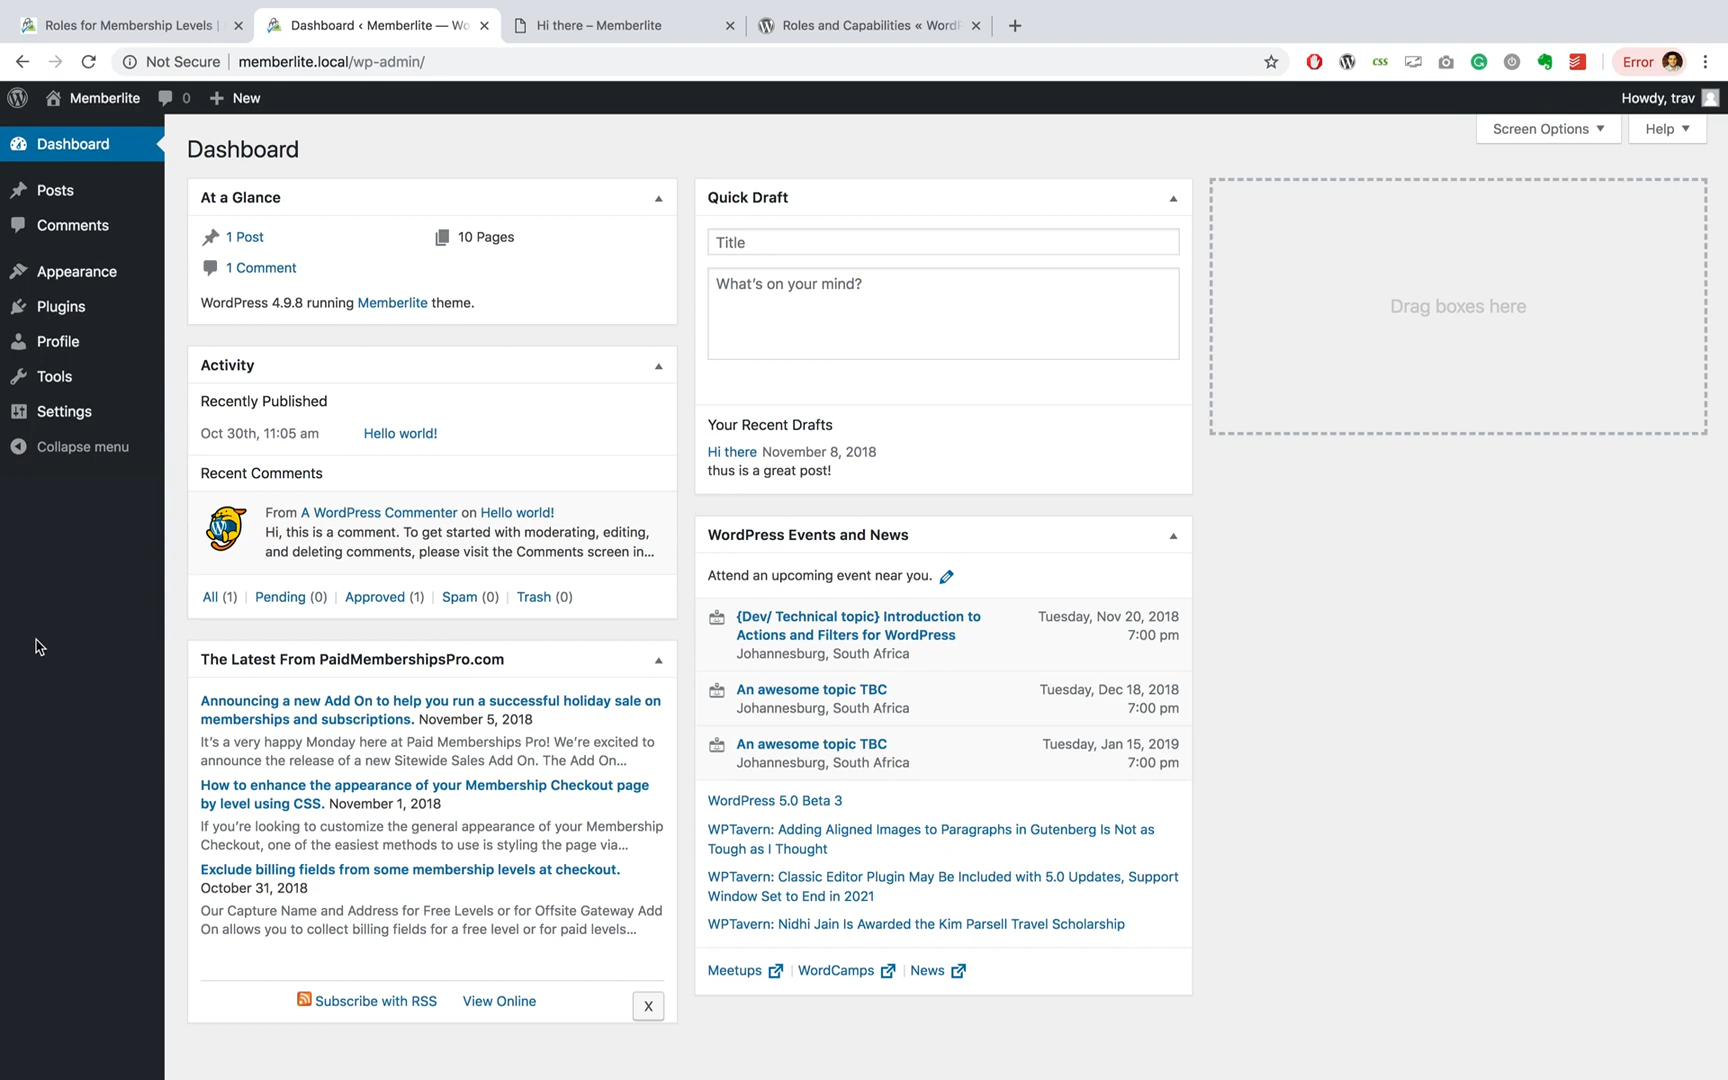 Roles for Membership Levels |
Dashboard ‹ Memberlite — Wo
Hi there – Memberlite
Roles and Capabilities « WordP
Not Secure
memberlite.local/wp-admin/
css
Error
Memberlite
0
New
Howdy, trav
Dashboard
Posts
Comments
Appearance
Plugins
Profile
Tools
Settings
Collapse menu
Screen Options
Help
Dashboard
At a Glance
1 Post
10 Pages
1 Comment
WordPress 4.9.8 running Memberlite theme.
Activity
Recently Published
Oct 30th, 11:05 am
Hello world!
Recent Comments
From A WordPress Commenter on Hello world!
Hi, this is a comment. To get started with moderating, editing,
and deleting comments, please visit the Comments screen in...
All (1) | Pending (0) | Approved (1) | Spam (0) | Trash (0)
The Latest From PaidMembershipsPro.com
Announcing a new Add On to help you run a successful holiday sale on
memberships and subscriptions. November 5, 2018
It's a very happy Monday here at Paid Memberships Pro! We're excited to
announce the release of a new Sitewide Sales Add On. The Add On...
How to enhance the appearance of your Membership Checkout page
by level using CSS. November 1, 2018
If you're looking to customize the general appearance of your Membership
Checkout, one of the easiest methods to use is styling the page via...
Exclude billing fields from some membership levels at checkout.
October 31, 2018
Our Capture Name and Address for Free Levels or for Offsite Gateway Add
On allows you to collect billing fields for a free level or for paid levels...
Subscribe with RSS
View Online
X
Quick Draft
Title
What's on your mind?
Your Recent Drafts
Hi there November 8, 2018
thus is a great post!
WordPress Events and News
Attend an upcoming event near you.
{Dev/ Technical topic} Introduction to
Actions and Filters for WordPress
Johannesburg, South Africa
Tuesday, Nov 20, 2018
7:00 pm
An awesome topic TBC
Johannesburg, South Africa
Tuesday, Dec 18, 2018
7:00 pm
An awesome topic TBC
Johannesburg, South Africa
Tuesday, Jan 15, 2019
7:00 pm
WordPress 5.0 Beta 3
WPTavern: Adding Aligned Images to Paragraphs in Gutenberg Is Not as
Tough as I Thought
WPTavern: Classic Editor Plugin May Be Included with 5.0 Updates, Support
Window Set to End in 2021
WPTavern: Nidhi Jain Is Awarded the Kim Parsell Travel Scholarship
Meetups | WordCamps | News
Drag boxes here